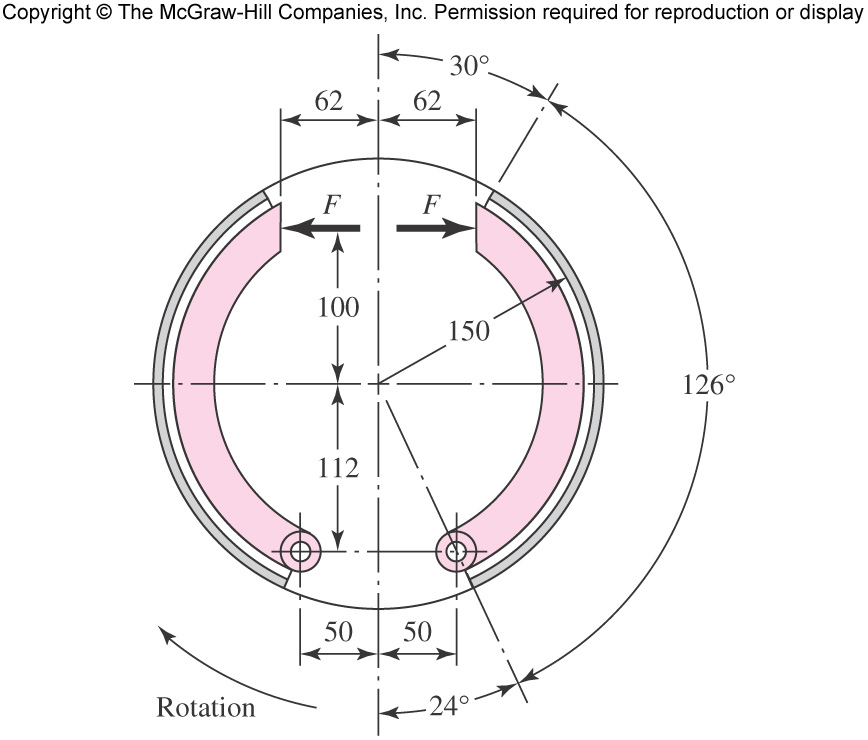 Copyright © The McGraw-Hill Companies, Inc. Permission required for reproduction or display
30°
62
62
F
F
100
150
126°
112
50
50
24°
Rotation